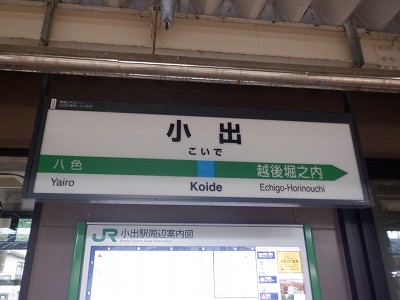 小出
こいで
八色
越後堀之内
Yairo
Koide
Echigo-Horinouchi
JR 小出駅周辺案内図